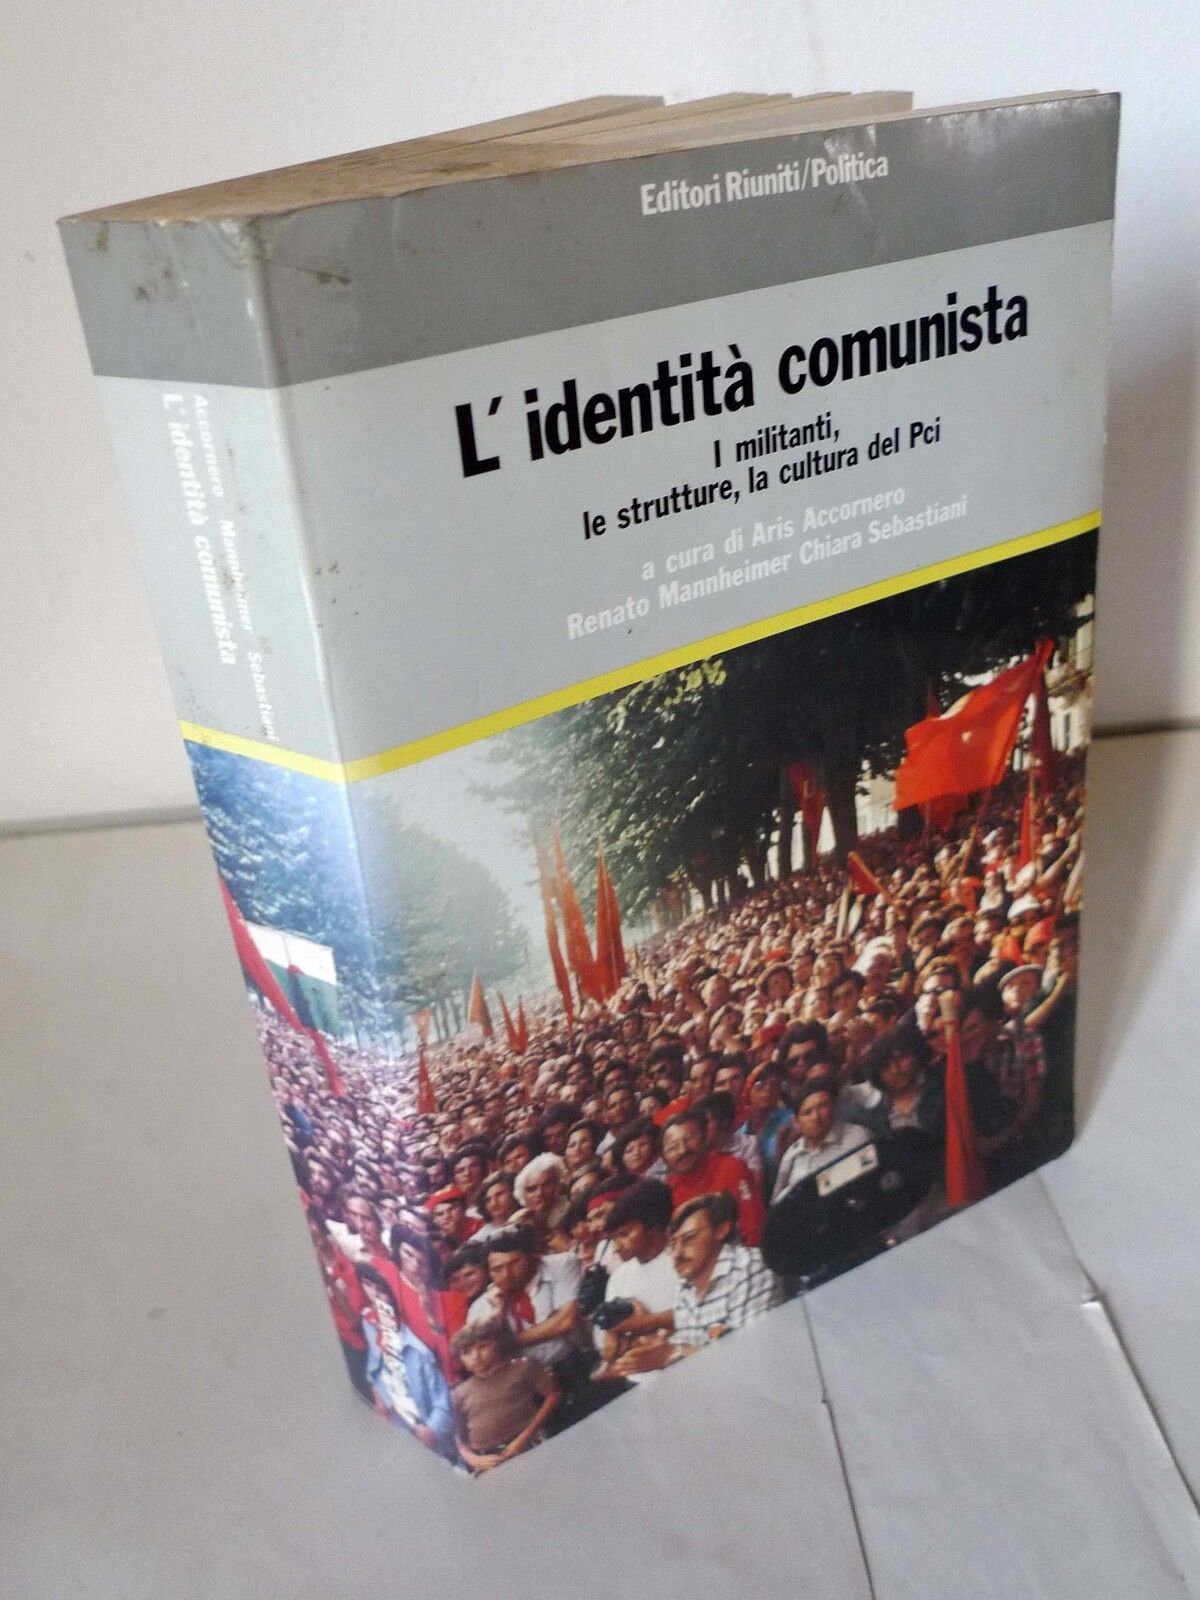 Editori Riuniti/Politica
L'identità comunista
I militanti,
le strutture, la cultura del Pci
a cura di Aris Accornero
Renato Mannheimer Chiara Sebastiani
Accornero Mannheimer Sebastiani
L'identità comunista